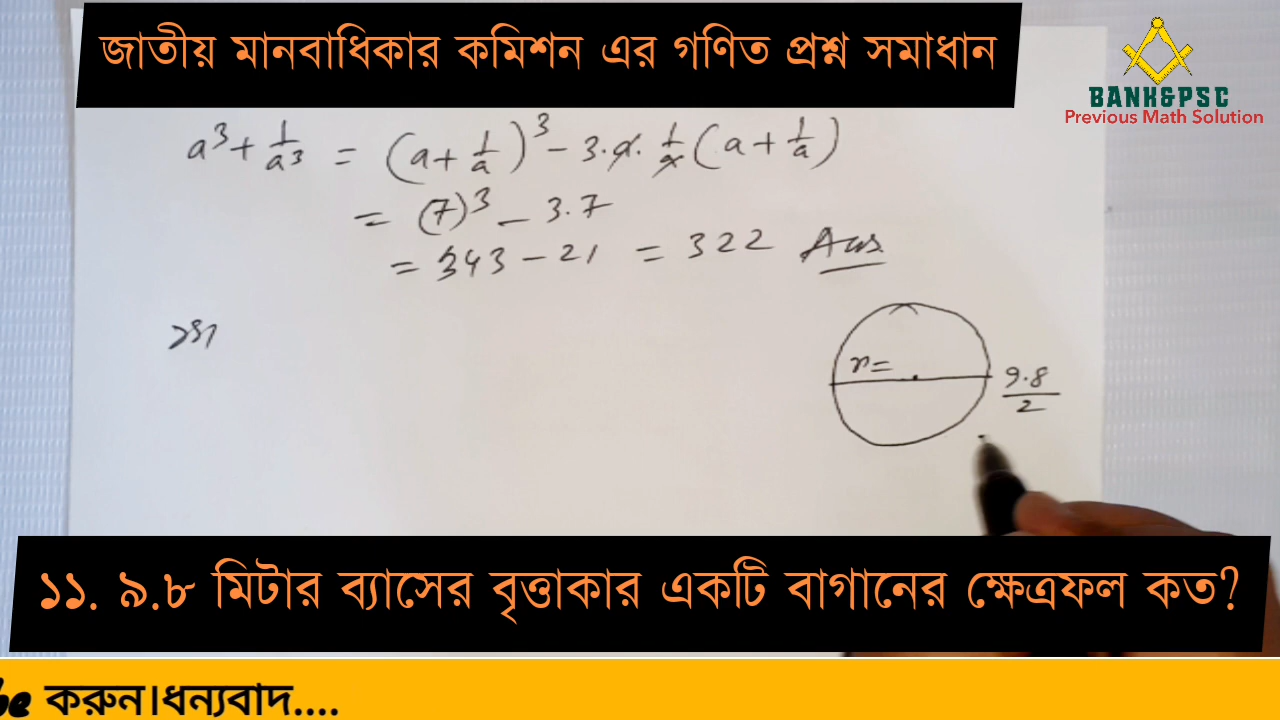 জাতীয় মানবাধিকার কমিশন এর গণিত প্রশ্ন সমাধান
BANK&PSC
Previous Math Solution
a³ + 1/a³ = (a + 1/a)³ - 3.a.1/a (a + 1/a)
= (7)³ - 3.7
= 343 - 21 = 322 Ans
r=
9.8/2
১১. ৯.৮ মিটার ব্যাসের বৃত্তাকার একটি বাগানের ক্ষেত্রফল কত?
be করুন।ধন্যবাদ....